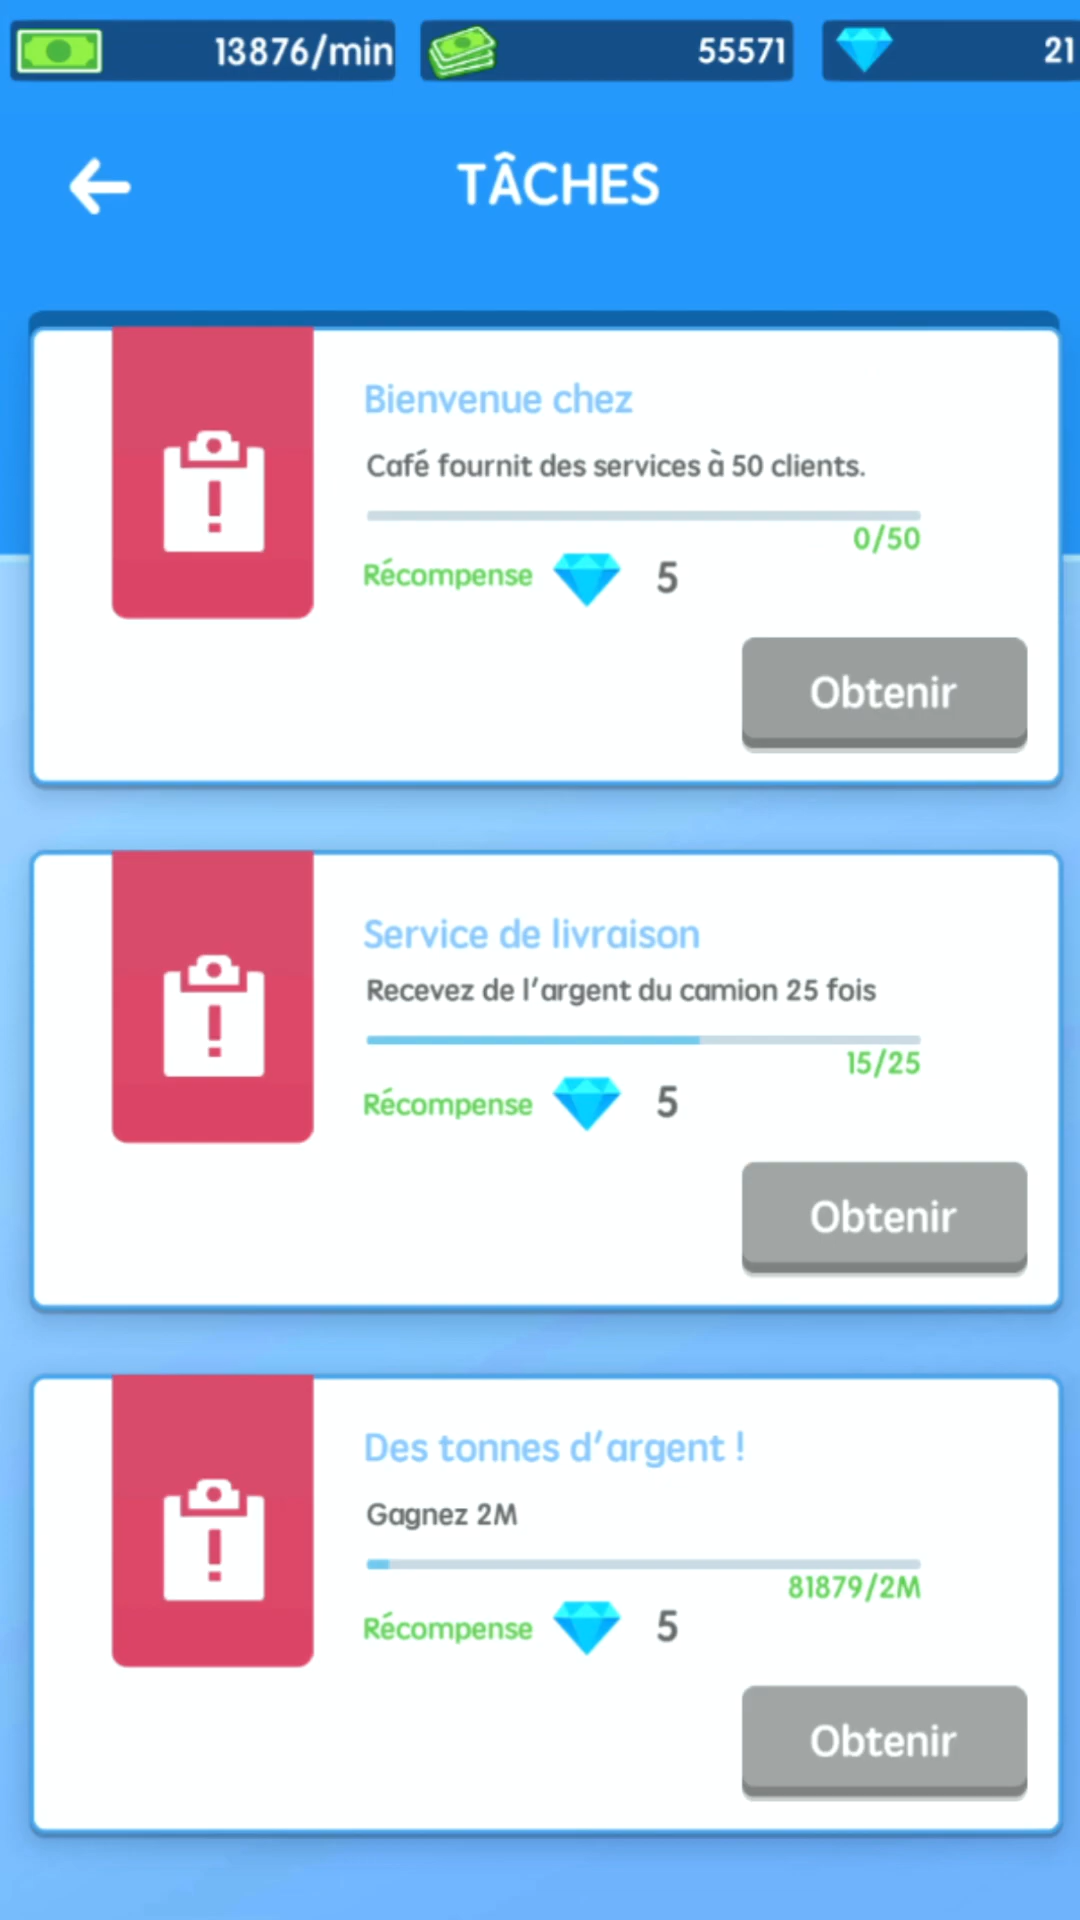 13876/min 55571 21
TÂCHES
Bienvenue chez
Café fournit des services à 50 clients.
0/50
Récompense 5
Obtenir
Service de livraison
Recevez de l'argent du camion 25 fois
15/25
Récompense 5
Obtenir
Des tonnes d'argent !
Gagnez 2M
81879/2M
Récompense 5
Obtenir